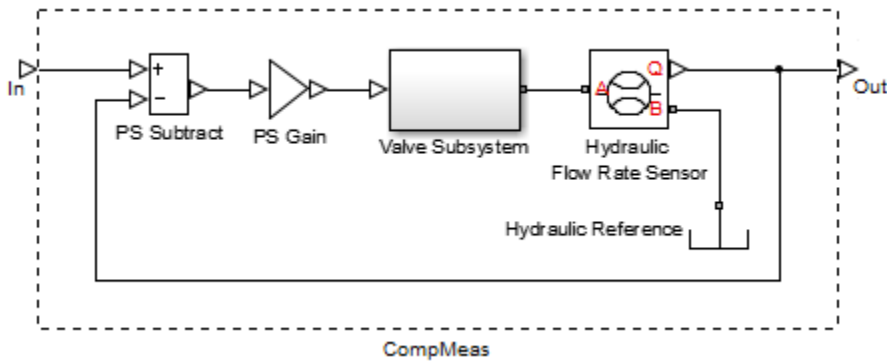 In
+
−
PS Subtract
PS Gain
Valve Subsystem
A
Q
B
Hydraulic
Flow Rate Sensor
Out
Hydraulic Reference
CompMeas